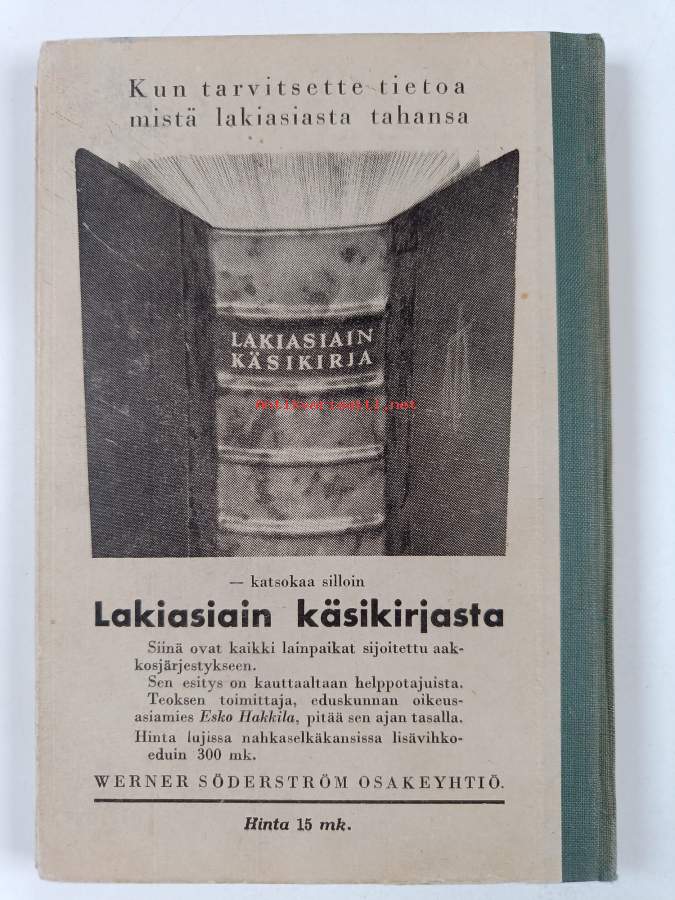 Kun tarvitsette tietoa
mistä lakiasiasta tahansa
LAKIASIAIN
KÄSIKIRJA
Antikvariaatti.net
— katsokaa silloin
Lakiasiain käsikirjasta
Siinä ovat kaikki lainpaikat sijoitettu aak-
kosjärjestykseen.
Sen esitys on kauttaaltaan helppotajuista.
Teoksen toimittaja, eduskunnan oikeus-
asiamies Esko Hakkila, pitää sen ajan tasalla.
Hinta lujissa nahkaselkäkansissa lisävihko-
eduin 300 mk.
WERNER SÖDERSTRÖM OSAKEYHTIÖ.
Hinta 15 mk.